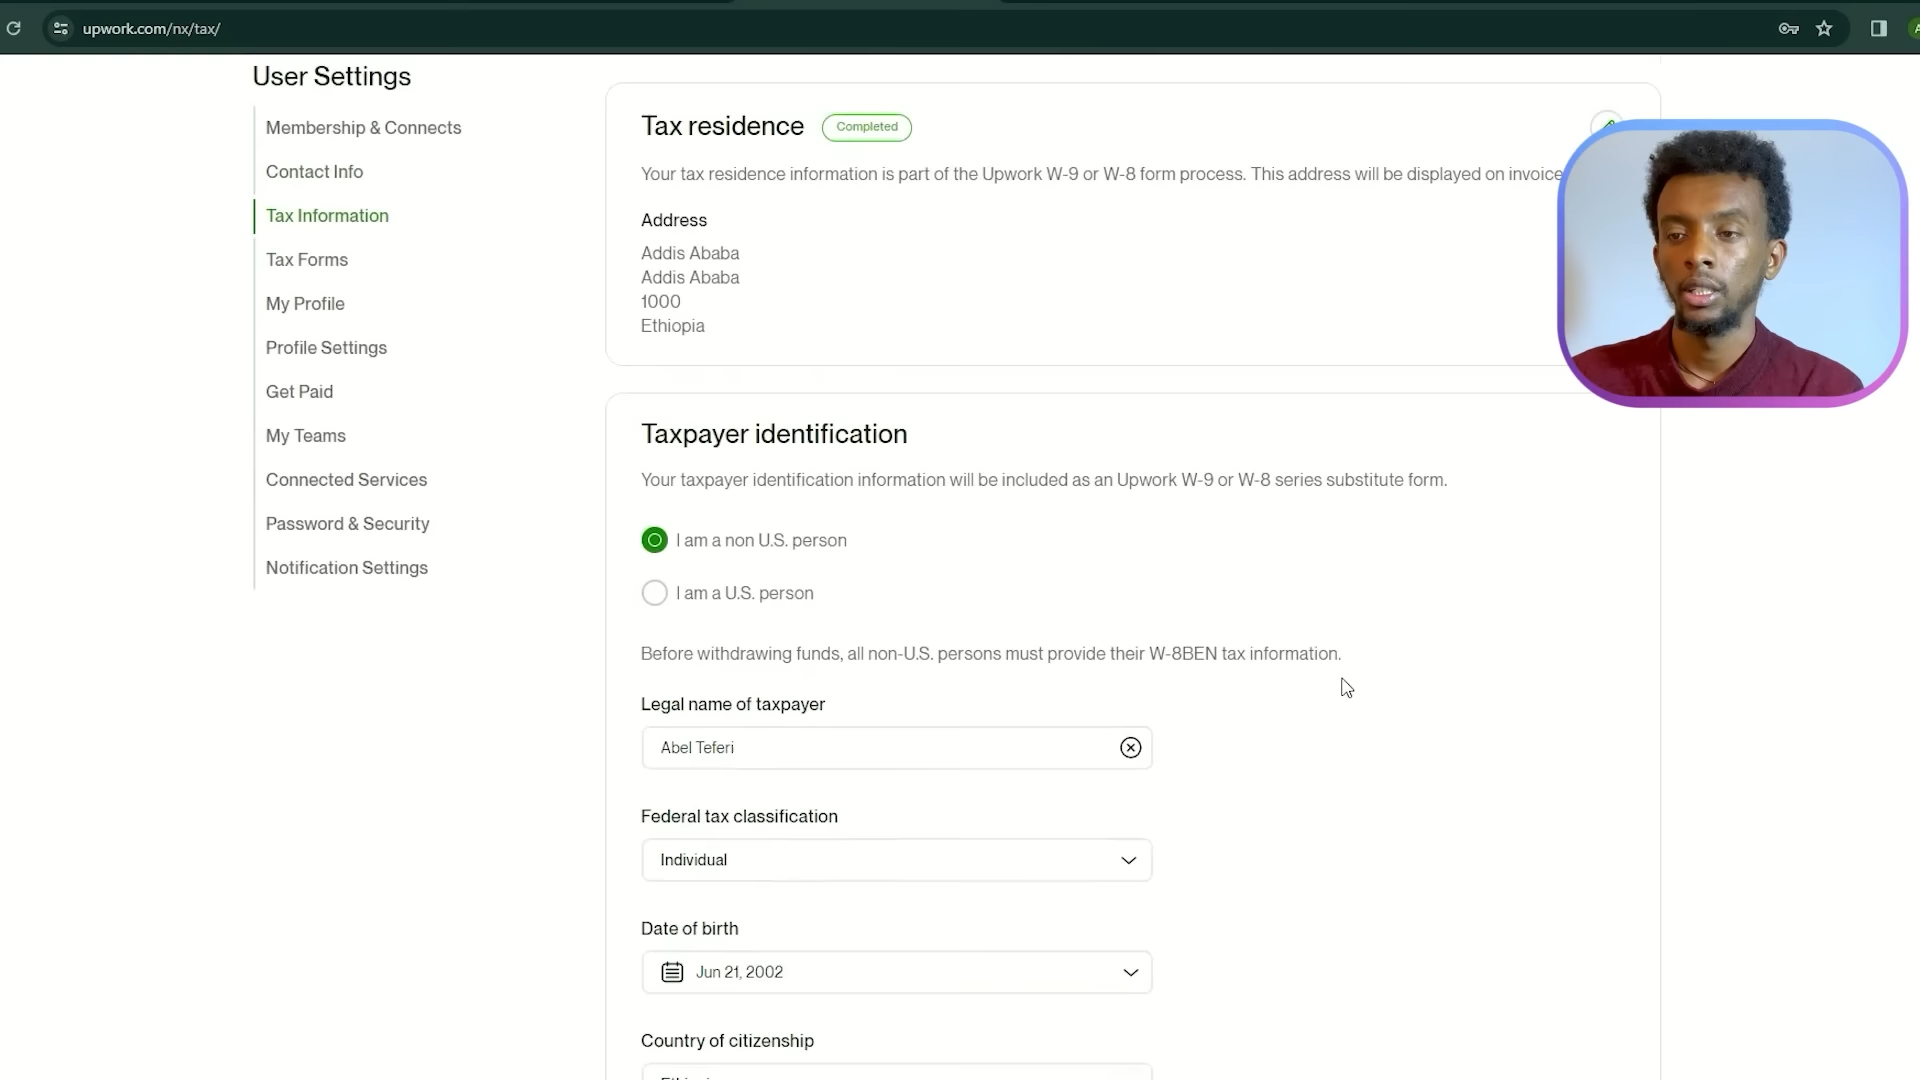 upwork.com/nx/tax/
User Settings
Membership & Connects
Contact Info
Tax Information
Tax Forms
My Profile
Profile Settings
Get Paid
My Teams
Connected Services
Password & Security
Notification Settings
Tax residence
Completed
Your tax residence information is part of the Upwork W-9 or W-8 form process. This address will be displayed on invoice
Address
Addis Ababa
Addis Ababa
1000
Ethiopia
Taxpayer identification
Your taxpayer identification information will be included as an Upwork W-9 or W-8 series substitute form.
I am a non U.S. person
I am a U.S. person
Before withdrawing funds, all non-U.S. persons must provide their W-8BEN tax information.
Legal name of taxpayer
Abel Teferi
Federal tax classification
Individual
Date of birth
Jun 21, 2002
Country of citizenship